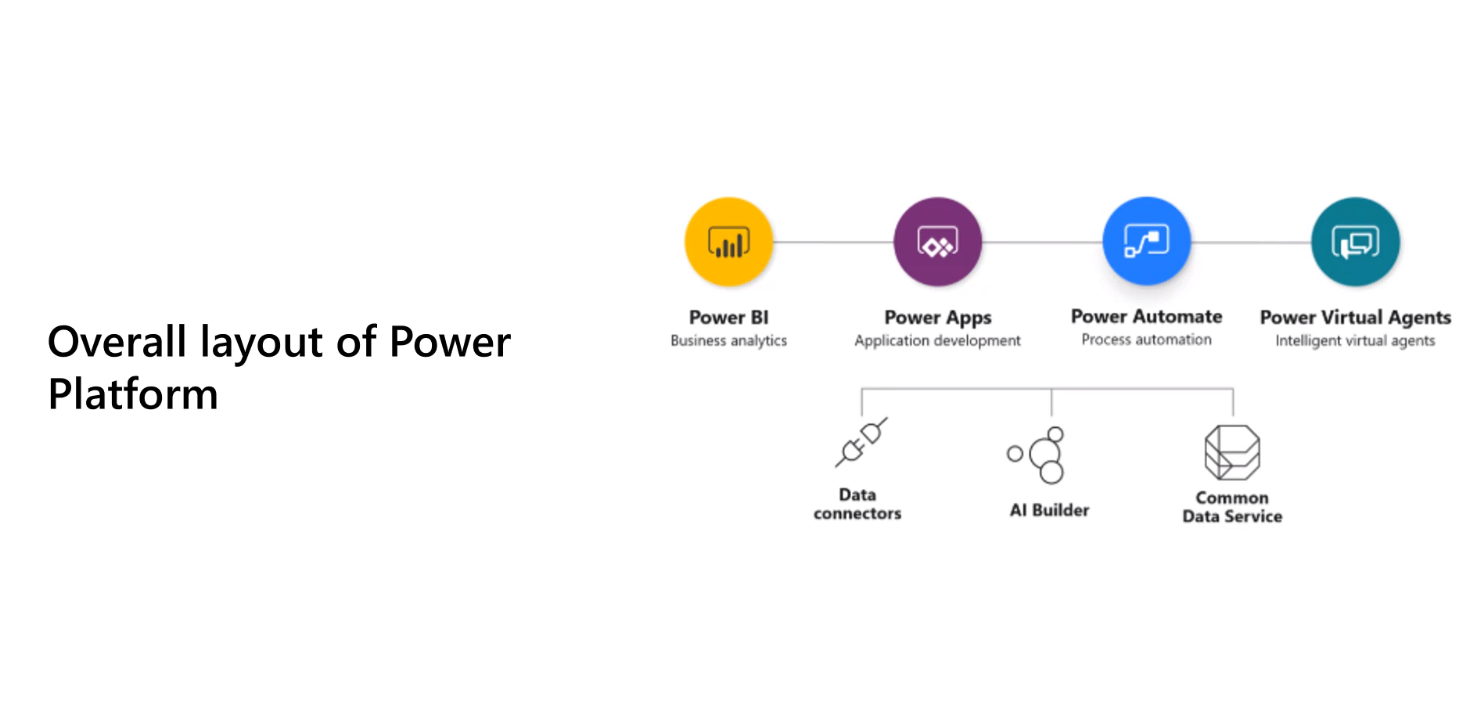 Overall layout of Power
Platform
Power BI
Business analytics
Power Apps
Application development
Power Automate
Process automation
Power Virtual Agents
Intelligent virtual agents
Data
connectors
AI Builder
Common
Data Service